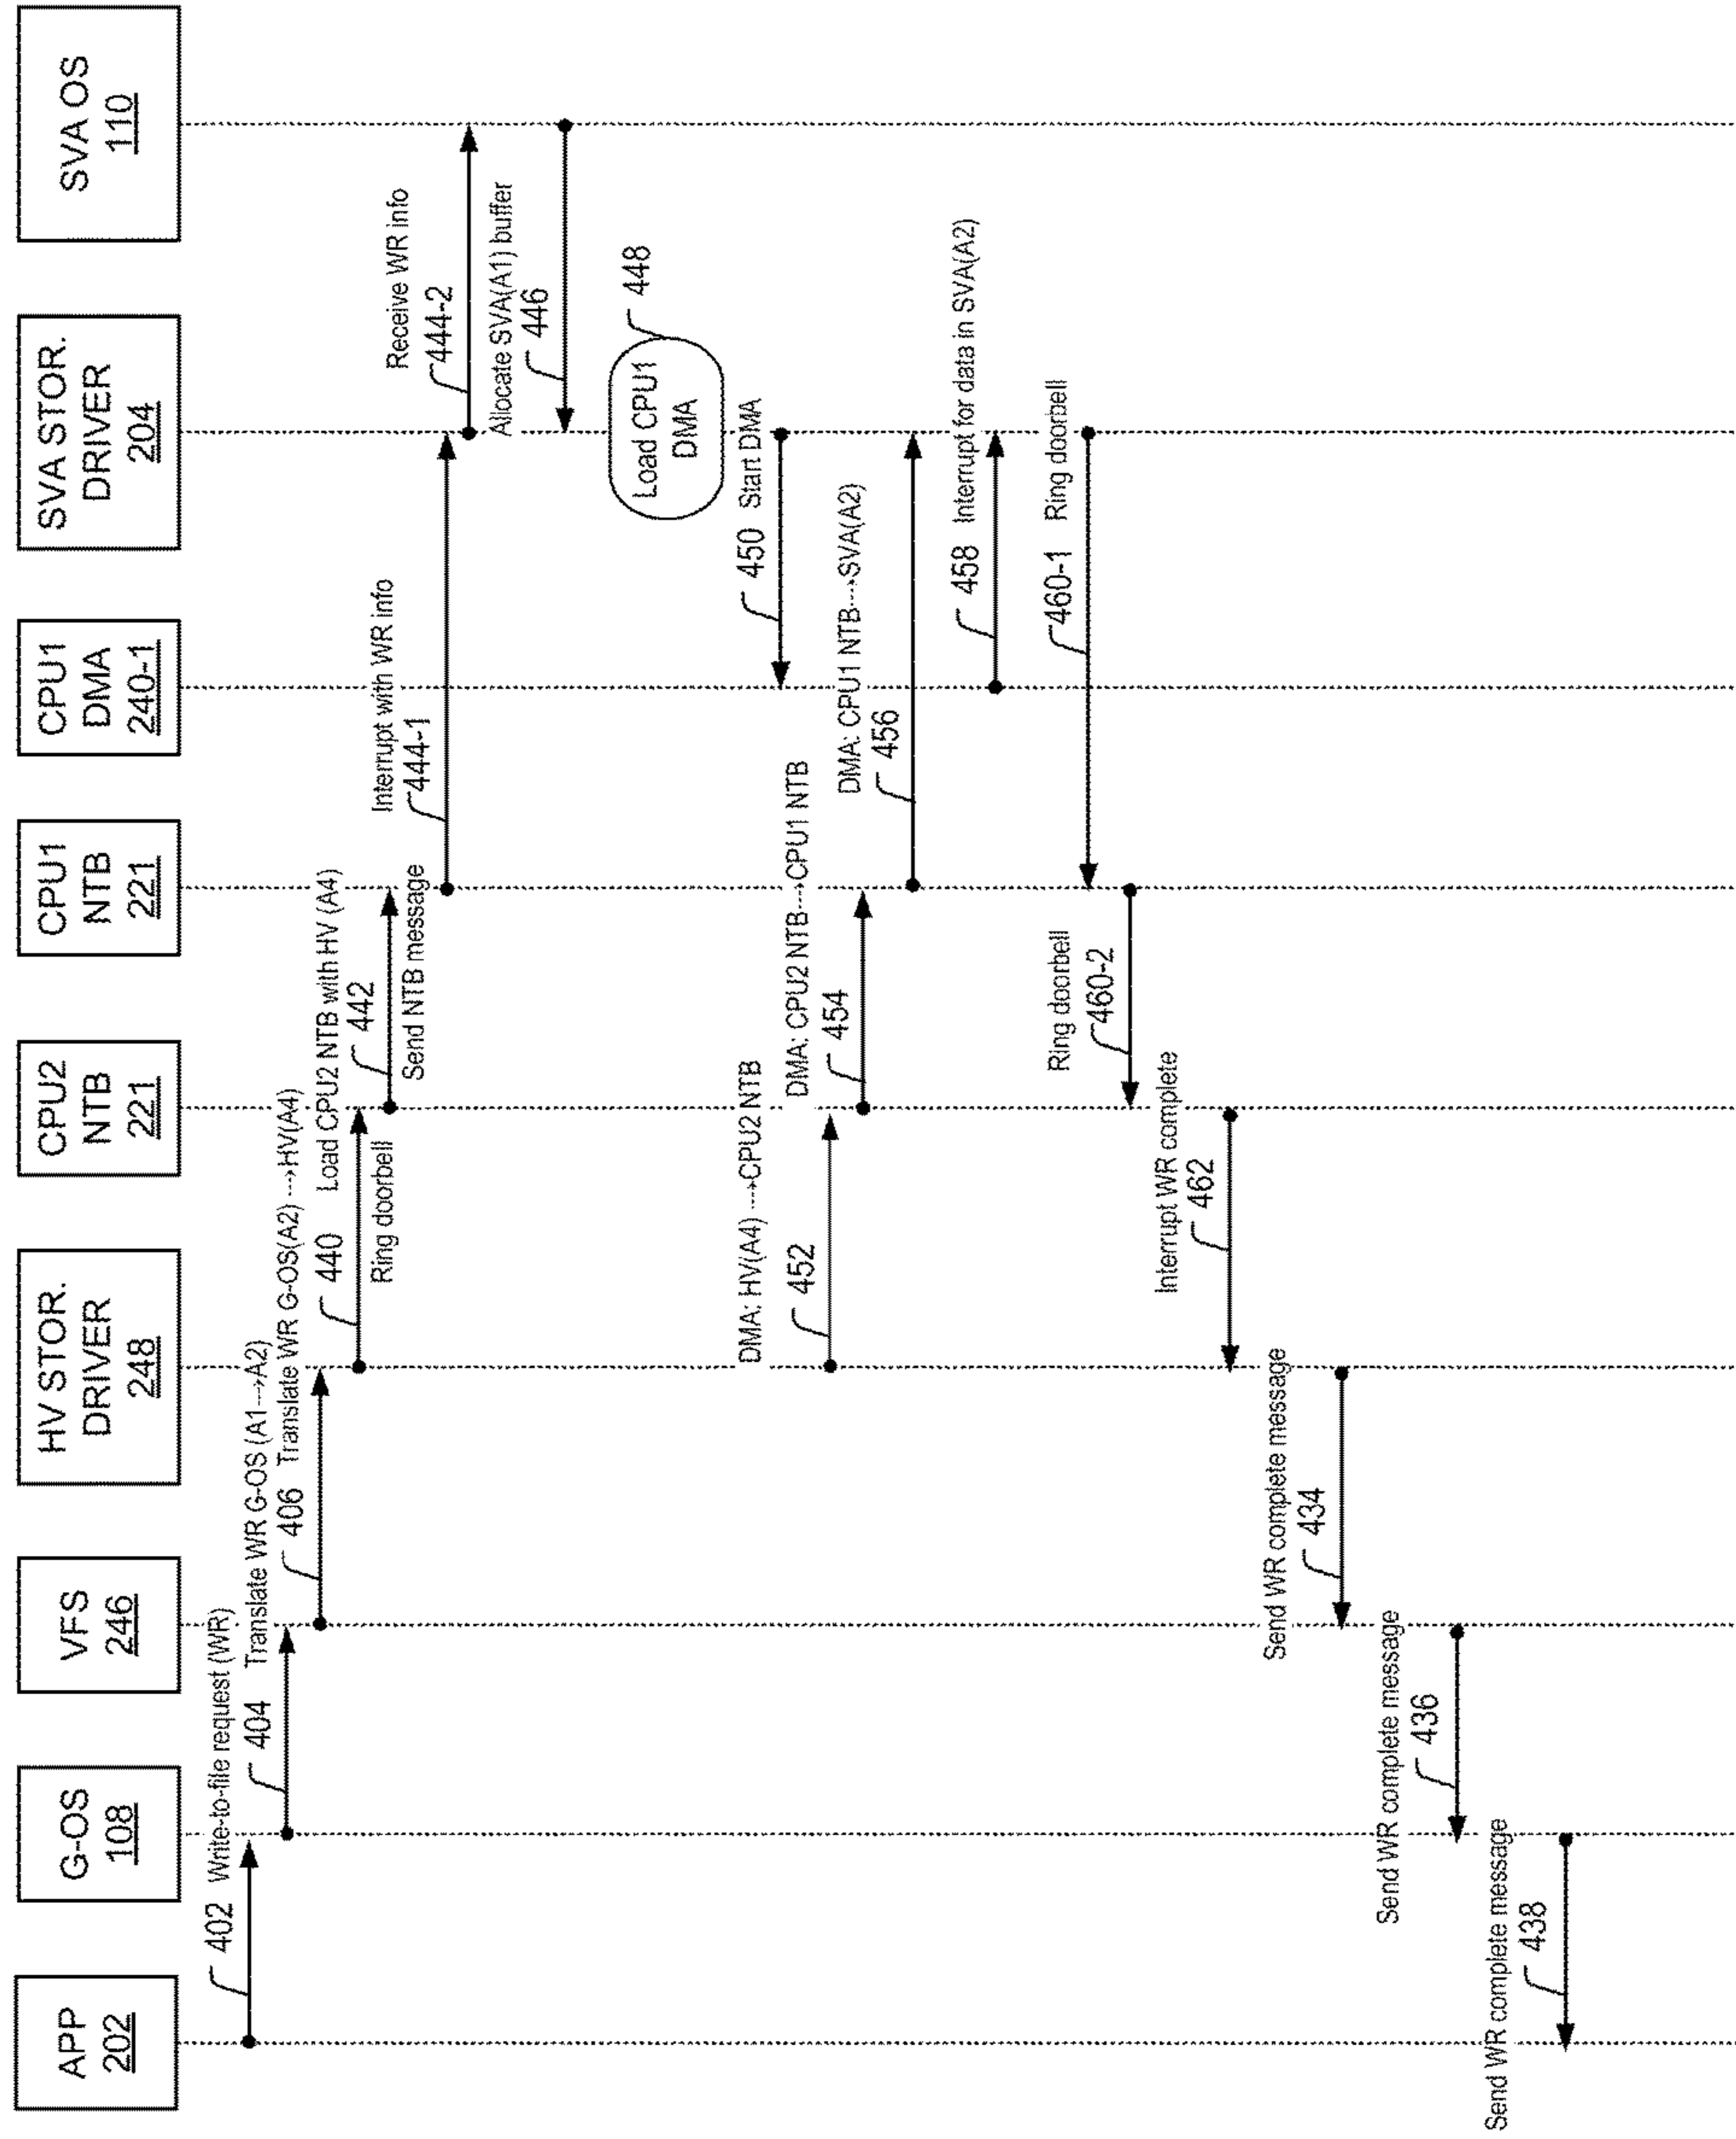 APP
202
G-OS
108
VFS
246
HV STOR.
DRIVER
248
CPU2
NTB
221
CPU1
NTB
221
CPU1
DMA
240-1
SVA STOR.
DRIVER
204
SVA OS
110
402 Write-to-file request (WR)
404 Translate WR G-OS (A1--→A2)
406 Translate WR G-OS(A2) ---→HV(A4)
440 Load CPU2 NTB with HV (A4)
Ring doorbell
442
Send NTB message
Interrupt with WR info
444-1
Receive WR info
444-2
Allocate SVA(A1) buffer
446
Load CPU1
DMA
448
450 Start DMA
DMA: HV(A4) ---→CPU2 NTB
452
DMA: CPU2 NTB---→CPU1 NTB
454
DMA: CPU1 NTB---→SVA(A2)
456
458 Interrupt for data in SVA(A2)
460-1 Ring doorbell
Ring doorbell
460-2
Interrupt WR complete
462
Send WR complete message
434
Send WR complete message
436
Send WR complete message
438